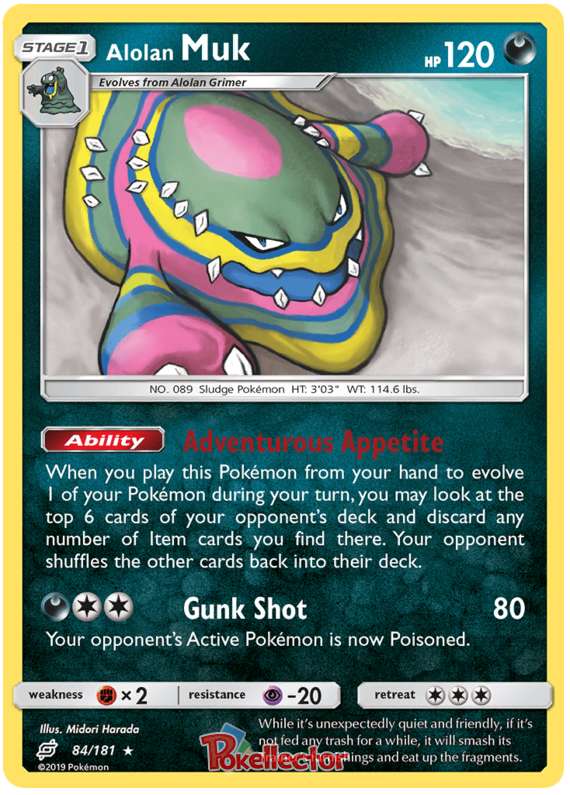 STAGE 1 Alolan Muk HP 120
Evolves from Alolan Grimer
NO. 089 Sludge Pokémon HT: 3'03" WT: 114.6 lbs.
Ability Adventurous Appetite
When you play this Pokémon from your hand to evolve
1 of your Pokémon during your turn, you may look at the
top 6 cards of your opponent's deck and discard any
number of Item cards you find there. Your opponent
shuffles the other cards back into their deck.
Gunk Shot 80
Your opponent's Active Pokémon is now Poisoned.
weakness ×2 resistance -20 retreat
Illus. Midori Harada
84/181
©2019 Pokémon
While it's unexpectedly quiet and friendly, if it's
not fed any trash for a while, it will smash its
furnishings and eat up the fragments.
Pokellector